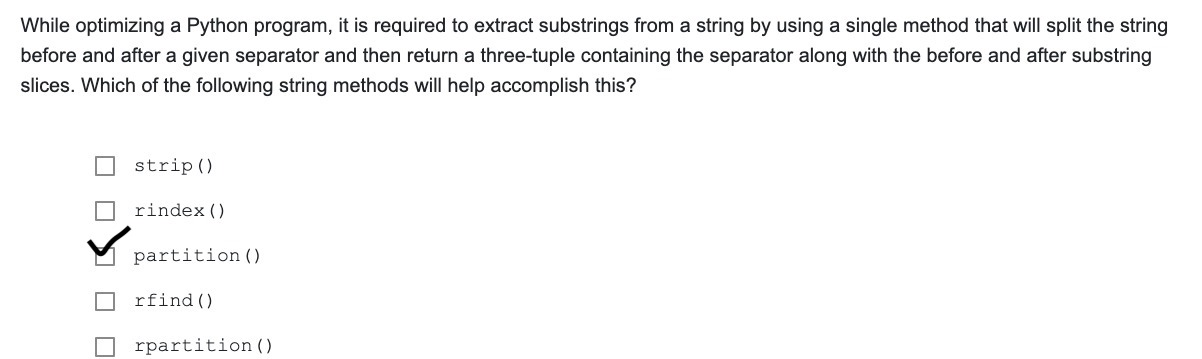 While optimizing a Python program, it is required to extract substrings from a string by using a single method that will split the string
before and after a given separator and then return a three-tuple containing the separator along with the before and after substring
slices. Which of the following string methods will help accomplish this?
strip()
rindex()
partition()
rfind()
rpartition()